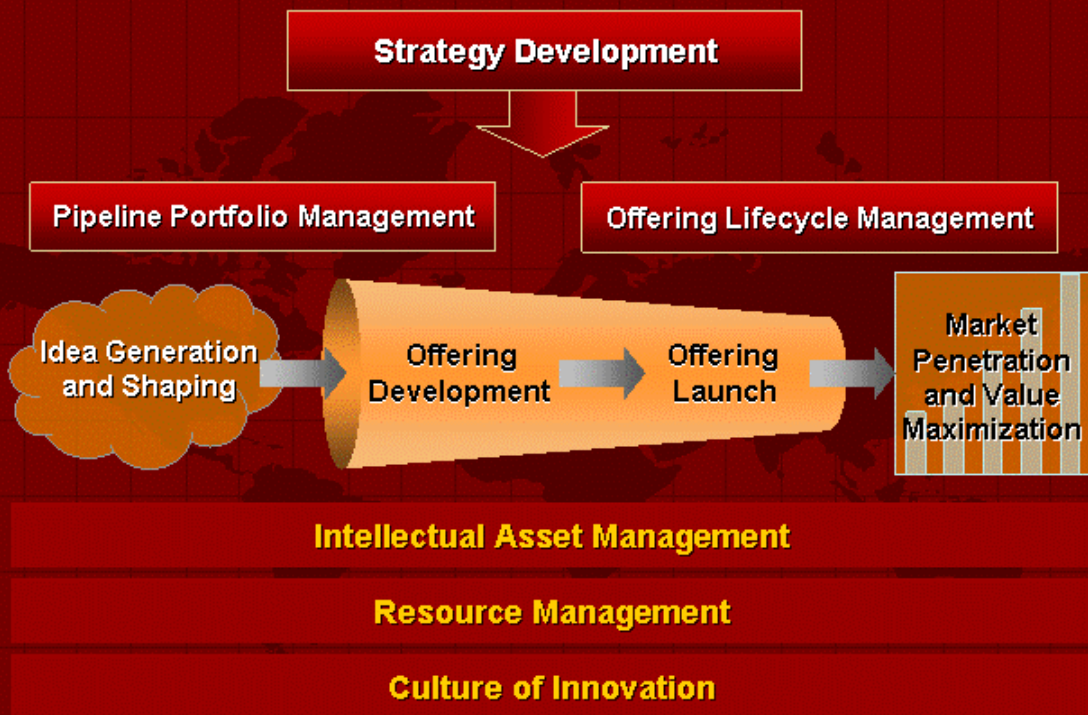 Strategy Development
Pipeline Portfolio Management
Offering Lifecycle Management
Idea Generation
and Shaping
Offering
Development
Offering
Launch
Market
Penetration
and Value
Maximization
Intellectual Asset Management
Resource Management
Culture of Innovation